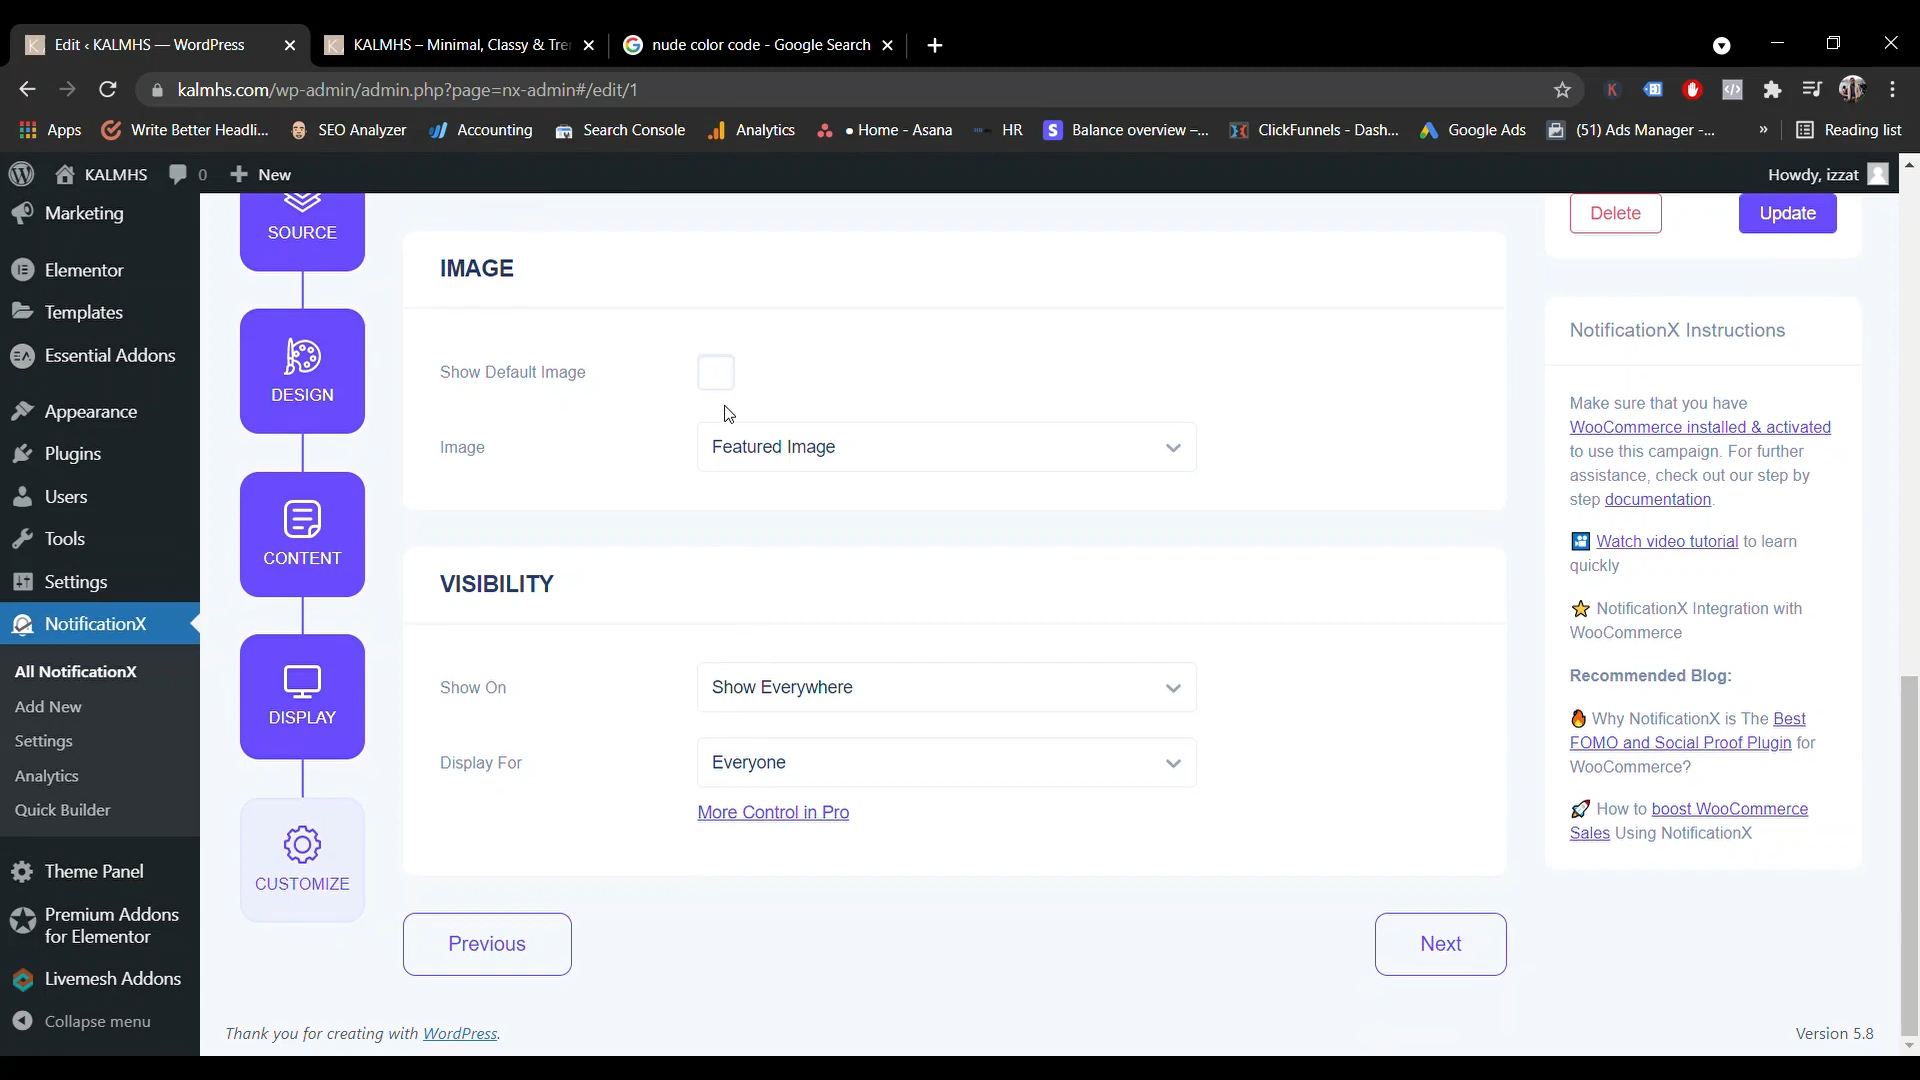 Edit ‹ KALMHS — WordPress
KALMHS – Minimal, Classy & Tre
nude color code - Google Search
kalmhs.com/wp-admin/admin.php?page=nx-admin#/edit/1
Apps
Write Better Headli...
SEO Analyzer
Accounting
Search Console
Analytics
● Home - Asana
HR
Balance overview –...
ClickFunnels - Dash...
Google Ads
(51) Ads Manager -...
»
Reading list
KALMHS
0
New
Howdy, izzat
Marketing
Elementor
Templates
Essential Addons
Appearance
Plugins
Users
Tools
Settings
NotificationX
All NotificationX
Add New
Settings
Analytics
Quick Builder
Theme Panel
Premium Addons
for Elementor
Livemesh Addons
Collapse menu
SOURCE
DESIGN
CONTENT
DISPLAY
CUSTOMIZE
IMAGE
Show Default Image
Image
Featured Image
VISIBILITY
Show On
Show Everywhere
Display For
Everyone
More Control in Pro
Previous
Next
Delete
Update
NotificationX Instructions
Make sure that you have
WooCommerce installed & activated
to use this campaign. For further
assistance, check out our step by
step documentation.
Watch video tutorial to learn
quickly
NotificationX Integration with
WooCommerce
Recommended Blog:
Why NotificationX is The Best
FOMO and Social Proof Plugin for
WooCommerce?
How to boost WooCommerce
Sales Using NotificationX
Thank you for creating with WordPress.
Version 5.8